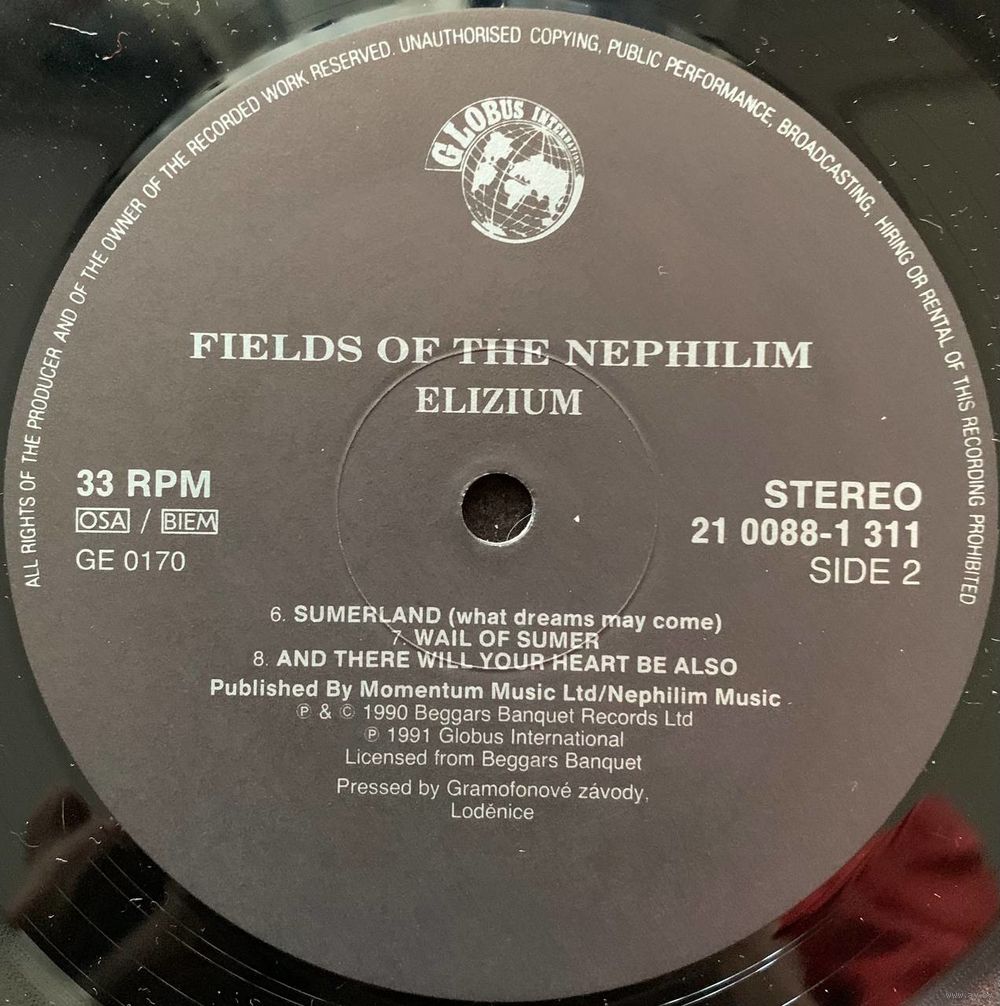 ALL RIGHTS OF THE PRODUCER AND OF THE OWNER OF THE RECORDED WORK RESERVED. UNAUTHORISED COPYING, PUBLIC PERFORMANCE, BROADCASTING, HIRING OR RENTAL OF THIS RECORDING PROHIBITED
GLOBUS INTERNATIONAL
FIELDS OF THE NEPHILIM
ELIZIUM
33 RPM
OSA / BIEM
GE 0170
STEREO
21 0088-1 311
SIDE 2
6. SUMERLAND (what dreams may come)
7. WAIL OF SUMER
8. AND THERE WILL YOUR HEART BE ALSO
Published By Momentum Music Ltd/Nephilim Music
℗ & © 1990 Beggars Banquet Records Ltd
℗ 1991 Globus International
Licensed from Beggars Banquet
Pressed by Gramofonové závody,
Loděnice